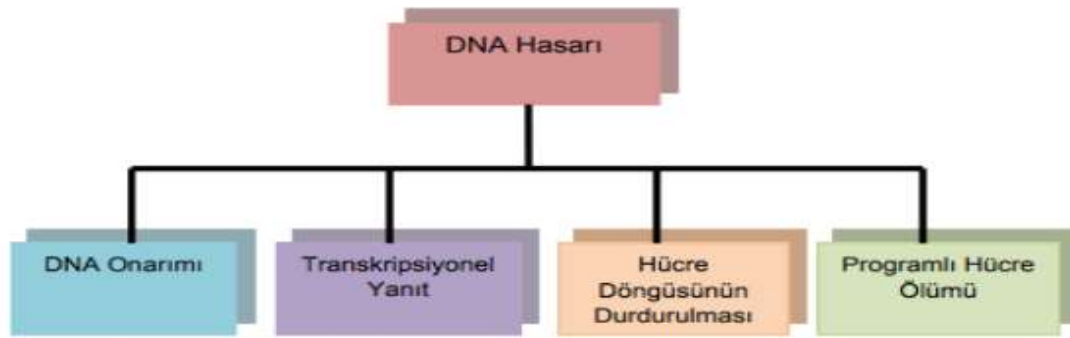 DNA Hasarı
DNA Onarımı
Transkripsiyonel
Yanıt
Hücre
Döngüsünün
Durdurulması
Programlı Hücre
Ölümü